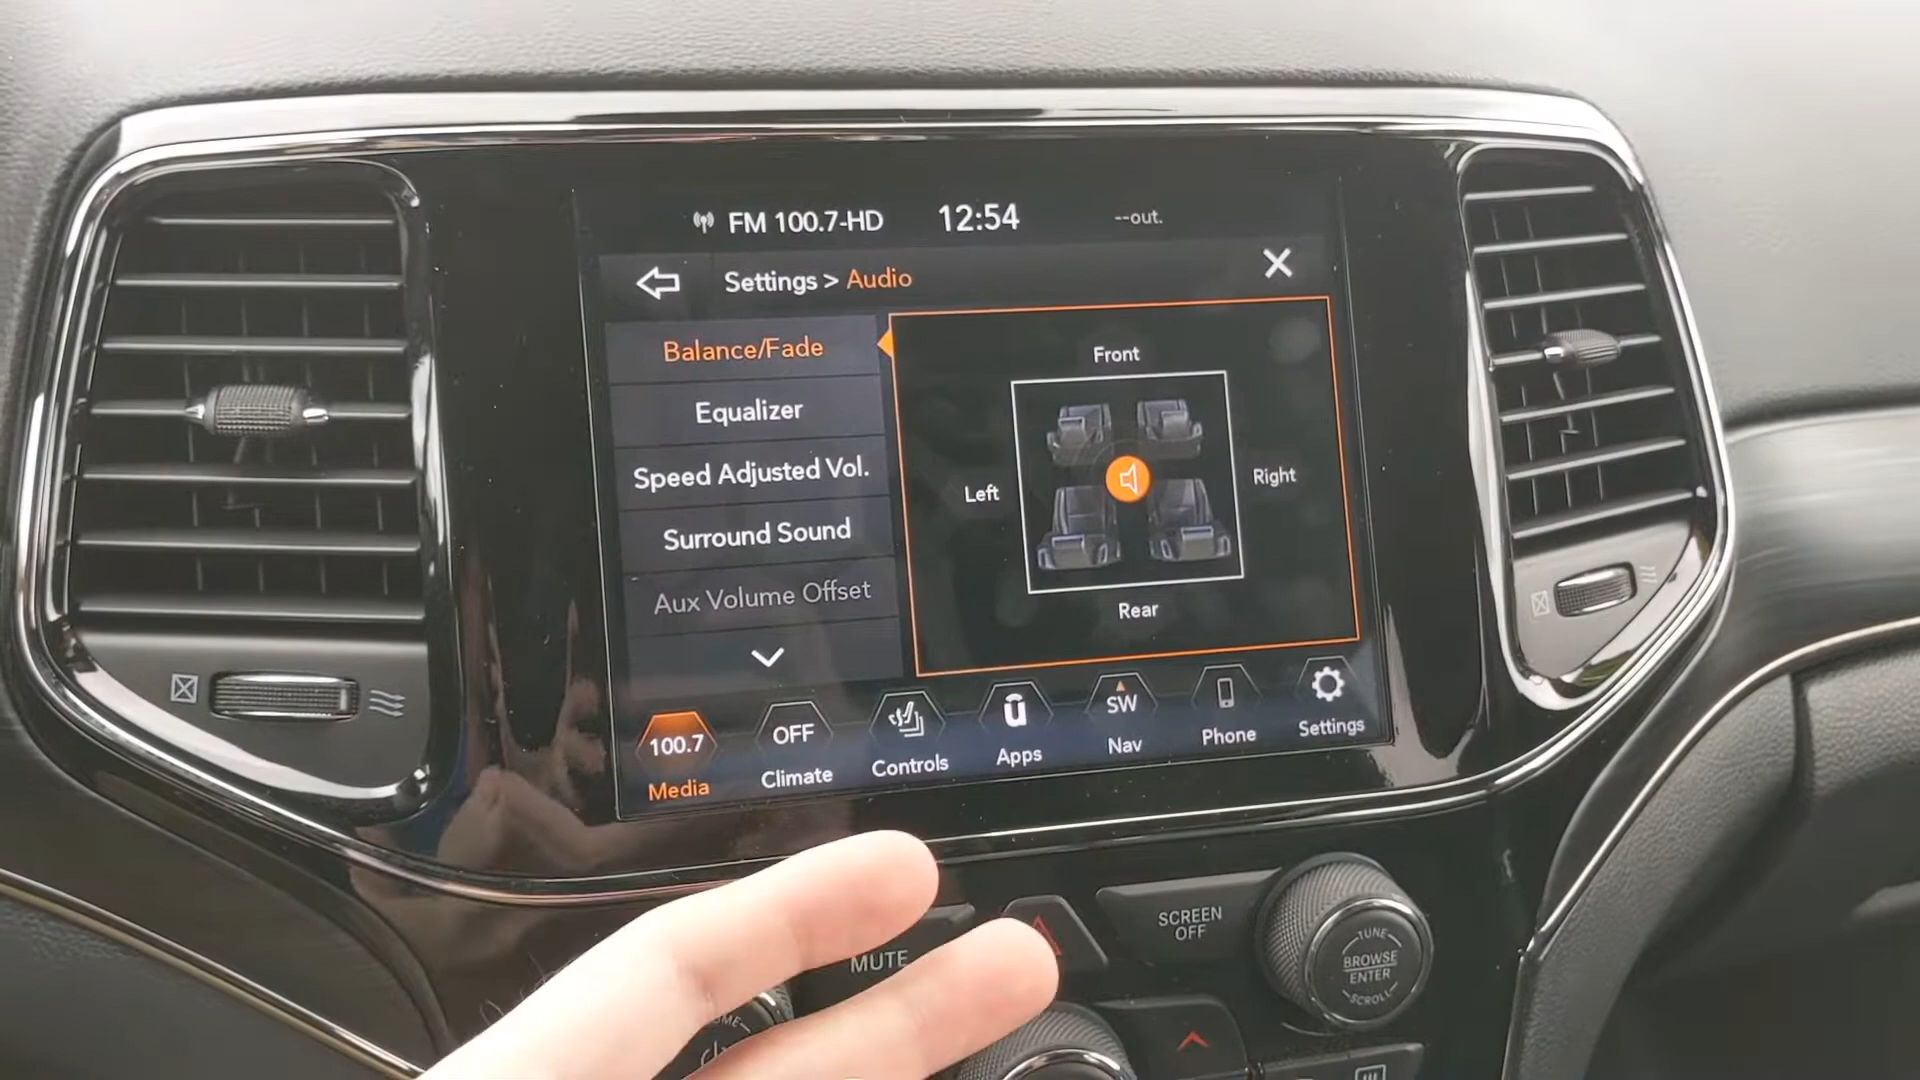 FM 100.7-HD 12:54 --out.
Settings > Audio
Balance/Fade
Equalizer
Speed Adjusted Vol.
Surround Sound
Aux Volume Offset
Front
Left
Right
Rear
100.7
Media
OFF
Climate
Controls
Apps
SW
Nav
Phone
Settings
MUTE
SCREEN
OFF
TUNE
BROWSE
ENTER
SCROLL